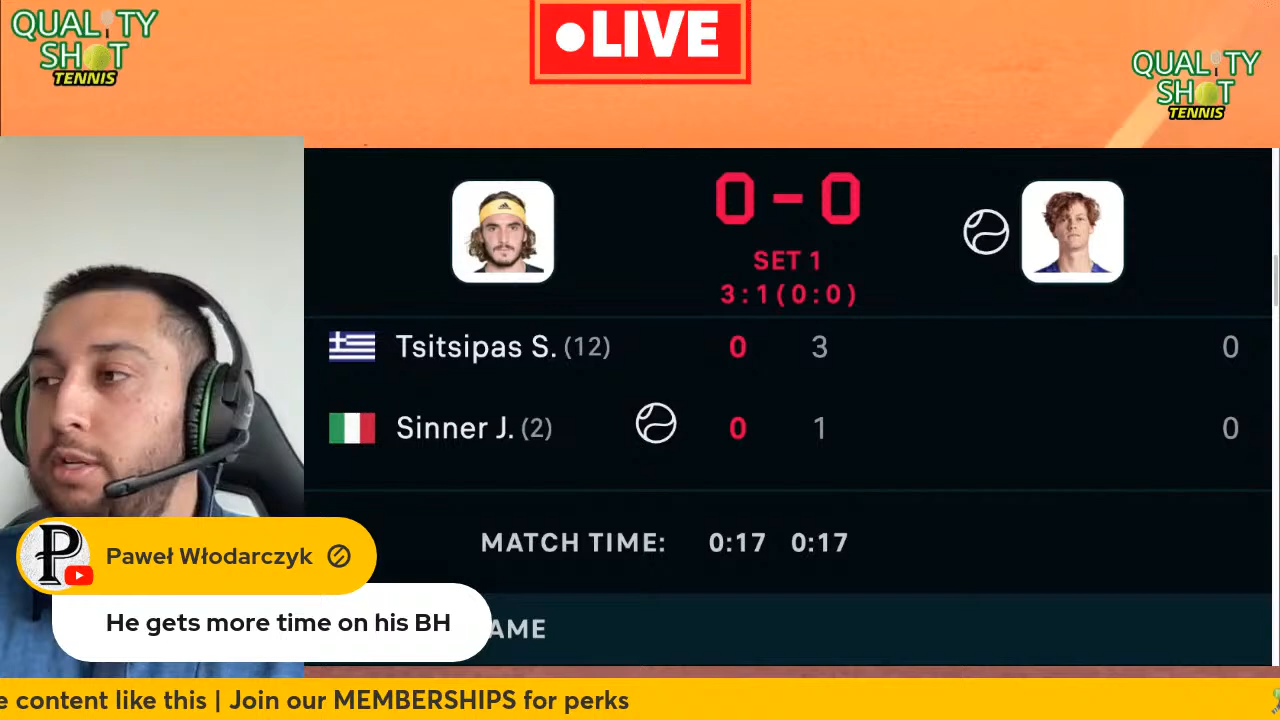 QUALITY
SHOT
TENNIS
LIVE
QUALITY
SHOT
TENNIS
0 - 0
SET 1
3 : 1 ( 0 : 0 )
Tsitsipas S. (12) 0 3 0
Sinner J. (2) 0 1 0
MATCH TIME: 0:17 0:17
P Paweł Włodarczyk
He gets more time on his BH
AME
e content like this | Join our MEMBERSHIPS for perks